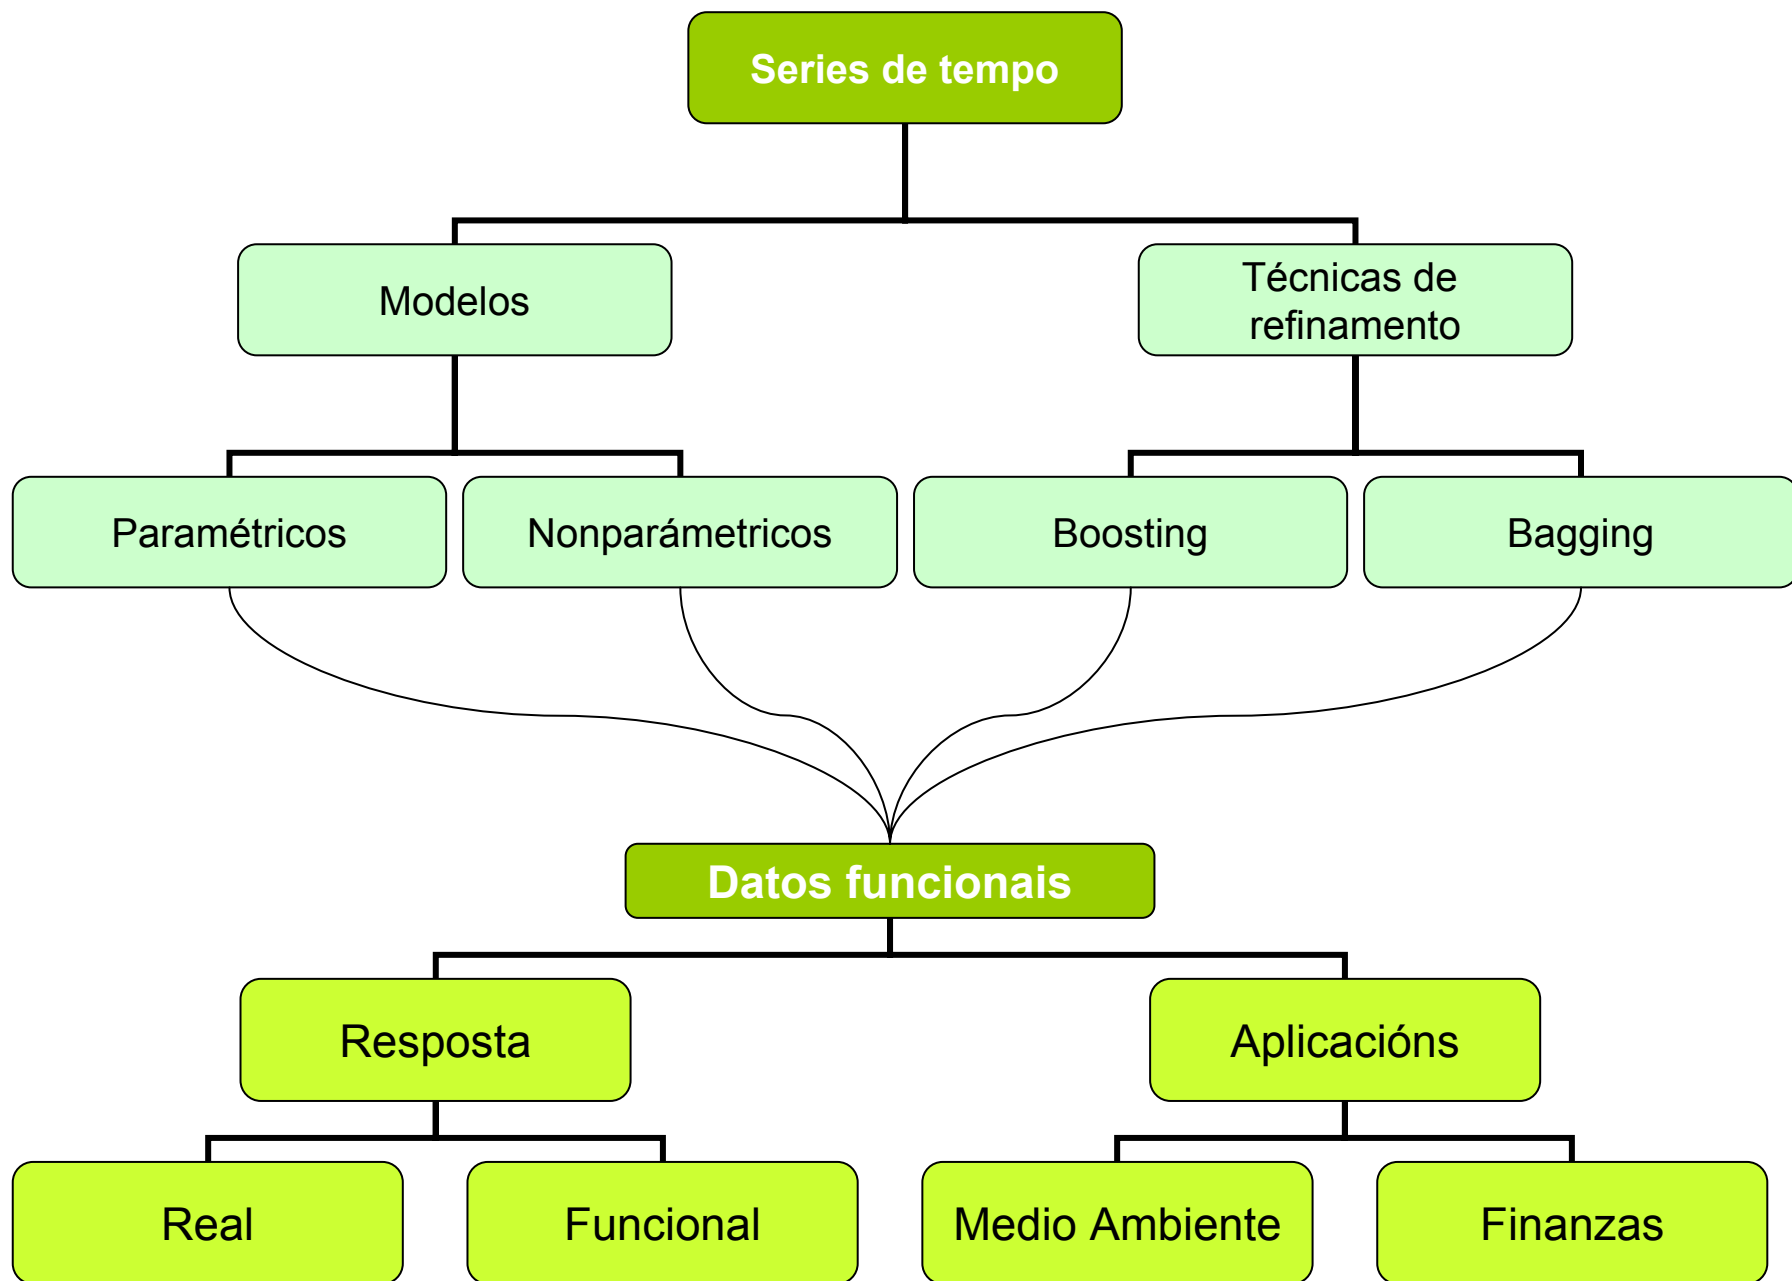 Series de tempo
Modelos
Técnicas de
refinamento
Paramétricos
Nonparámetricos
Boosting
Bagging
Datos funcionais
Resposta
Aplicacións
Real
Funcional
Medio Ambiente
Finanzas